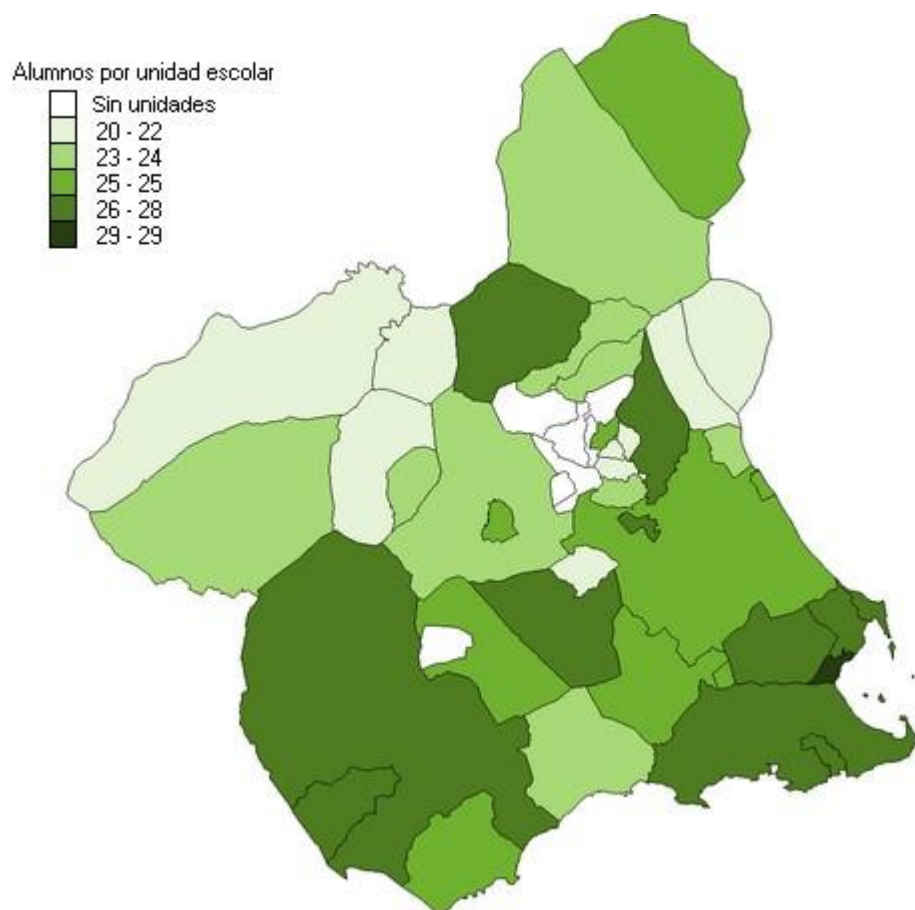 Alumnos por unidad escolar
Sin unidades
20 - 22
23 - 24
25 - 25
26 - 28
29 - 29